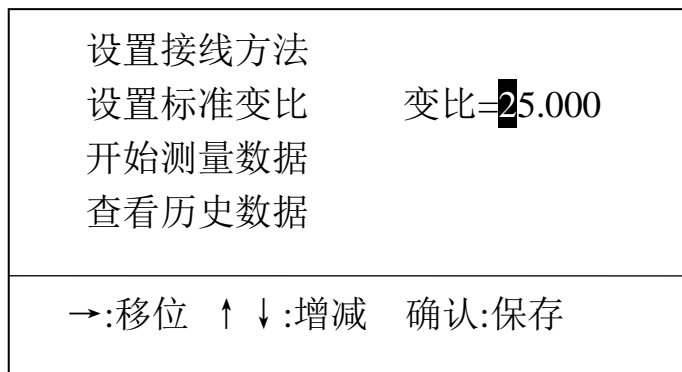 设置接线方法
设置标准变比 变比=25.000
开始测量数据
查看历史数据
→:移位 ↑↓:增减 确认:保存